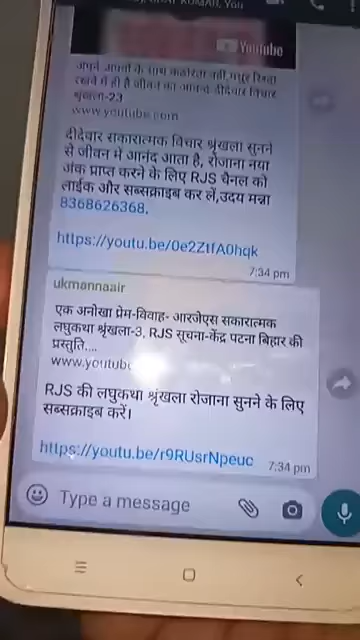 KUMAR, You
YouTube
अपने अपनों के साथ कठोरता नहीं,मधुर रिश्ता
रखने में ही है जीवन का आनन्द दीदेवार विचार
श्रृंखला-23
www.youtube.com
दीदेवार सकारात्मक विचार श्रृंखला सुनने
से जीवन में आनंद आता है, रोजाना नया
अंक प्राप्त करने के लिए RJS चैनल को
लाईक और सब्सक्राइब कर लें,उदय मन्ना
8368626368.
https://youtu.be/0e2ZtfA0hqk
7:34 pm
ukmannaair
एक अनोखा प्रेम-विवाह- आरजेएस सकारात्मक
लघुकथा श्रृंखला-3, RJS सूचना-केंद्र पटना बिहार की
प्रस्तुति....
www.youtube
RJS की लघुकथा श्रृंखला रोजाना सुनने के लिए
सब्सक्राइब करें।
https://youtu.be/r9RUsrNpeuc
7:34 pm
Type a message